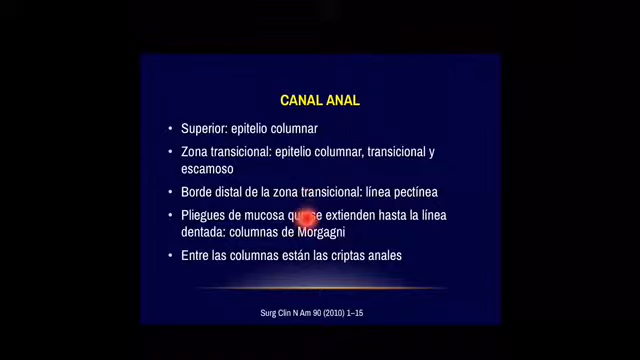 CANAL ANAL
• Superior: epitelio columnar
• Zona transicional: epitelio columnar, transicional y
escamoso
• Borde distal de la zona transicional: línea pectínea
• Pliegues de mucosa que se extienden hasta la línea
dentada: columnas de Morgagni
• Entre las columnas están las criptas anales
Surg Clin N Am 90 (2010) 1–15